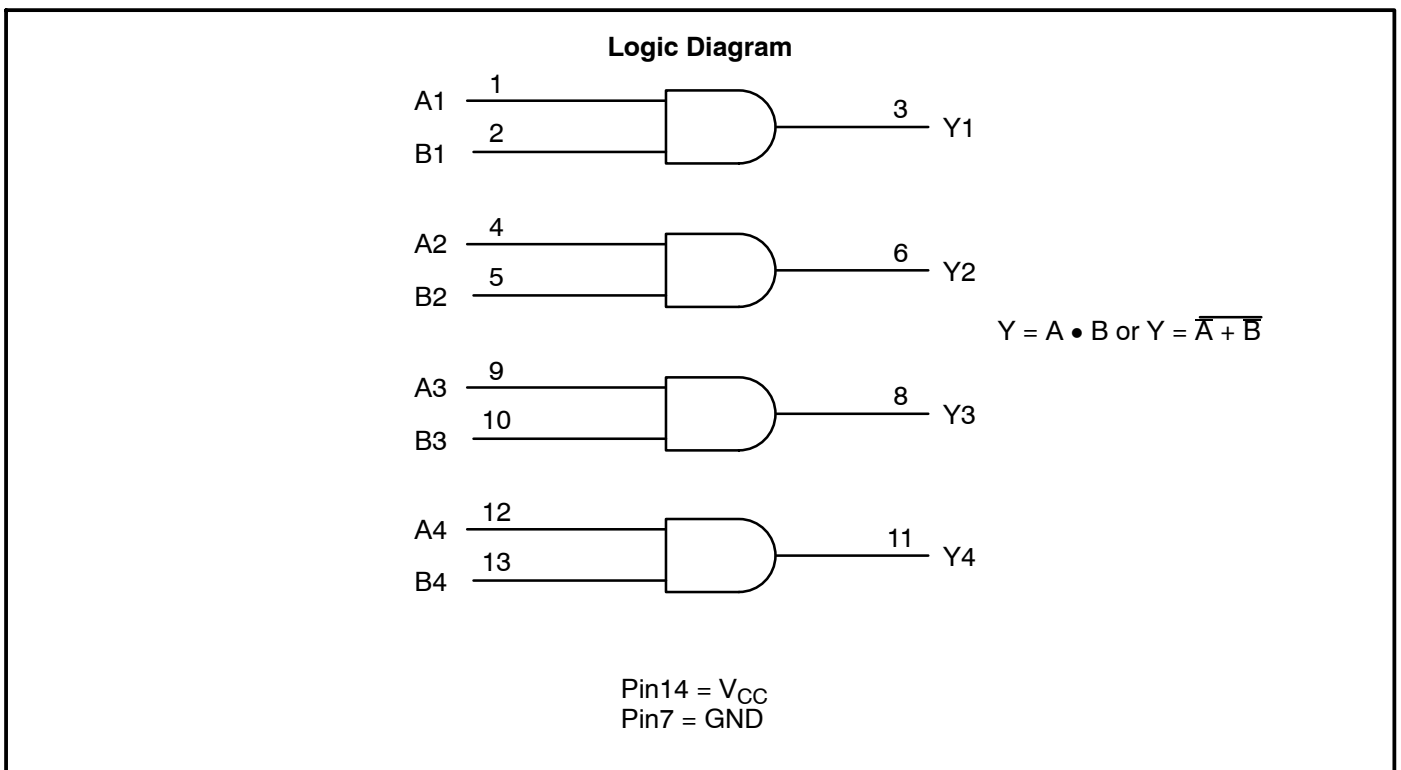 Logic Diagram
A1 1 3 Y1
B1 2
A2 4 6 Y2
B2 5
Y = A • B or Y = A̅ + B̅
A3 9 8 Y3
B3 10
A4 12 11 Y4
B4 13
Pin14 = VCC
Pin7 = GND